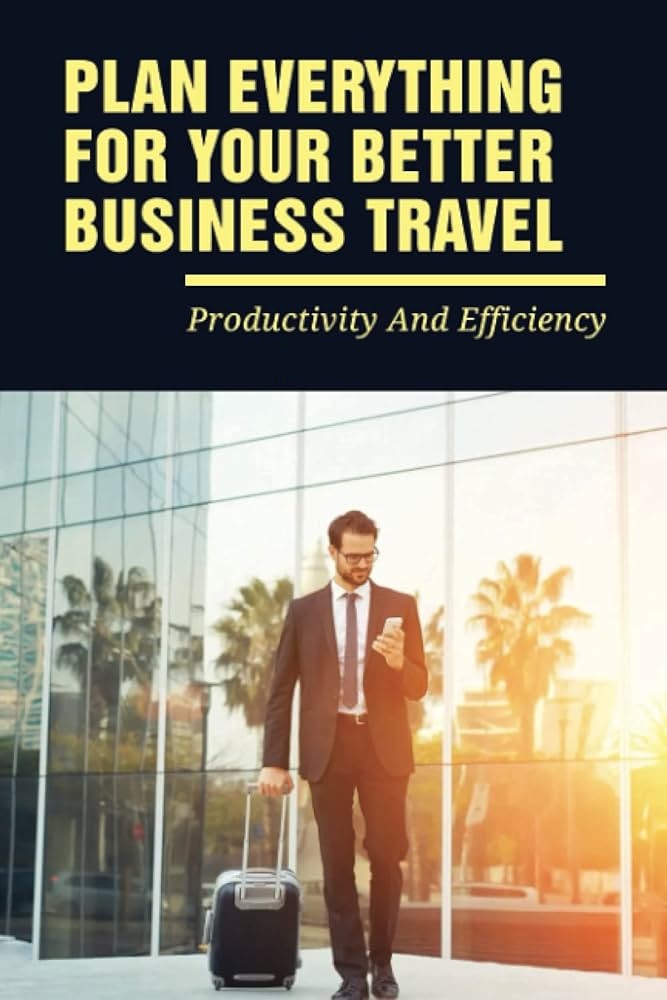 PLAN EVERYTHING
FOR YOUR BETTER
BUSINESS TRAVEL
Productivity And Efficiency